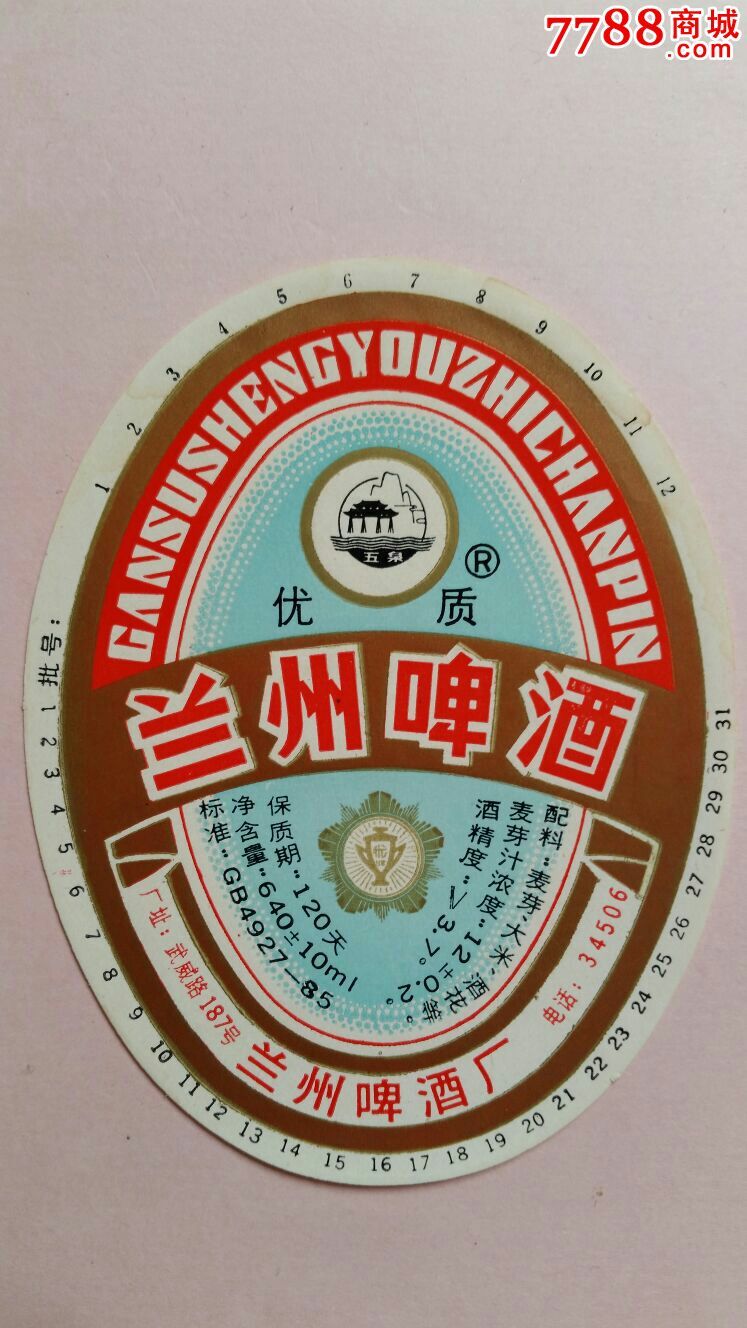 7788商城
.com
1 2 3 4 5 6 7 8 9 10 11 12
GANSUSHENGYOUZHICHANPIN
五泉
®
优 质
兰州啤酒
批号:
1 2 3 4 5 6 7 8 9 10 11 12 13 14 15 16 17 18 19 20 21 22 23 24 25 26 27 28 29 30 31
配料:麦芽、大米、酒花等。
麦芽汁浓度:12±0.2°
酒精度:≥3.7°
优
保质期:120天
净含量:640±10ml
标准:GB4927-85
厂址:武威路187号
兰州啤酒厂
电话:34506